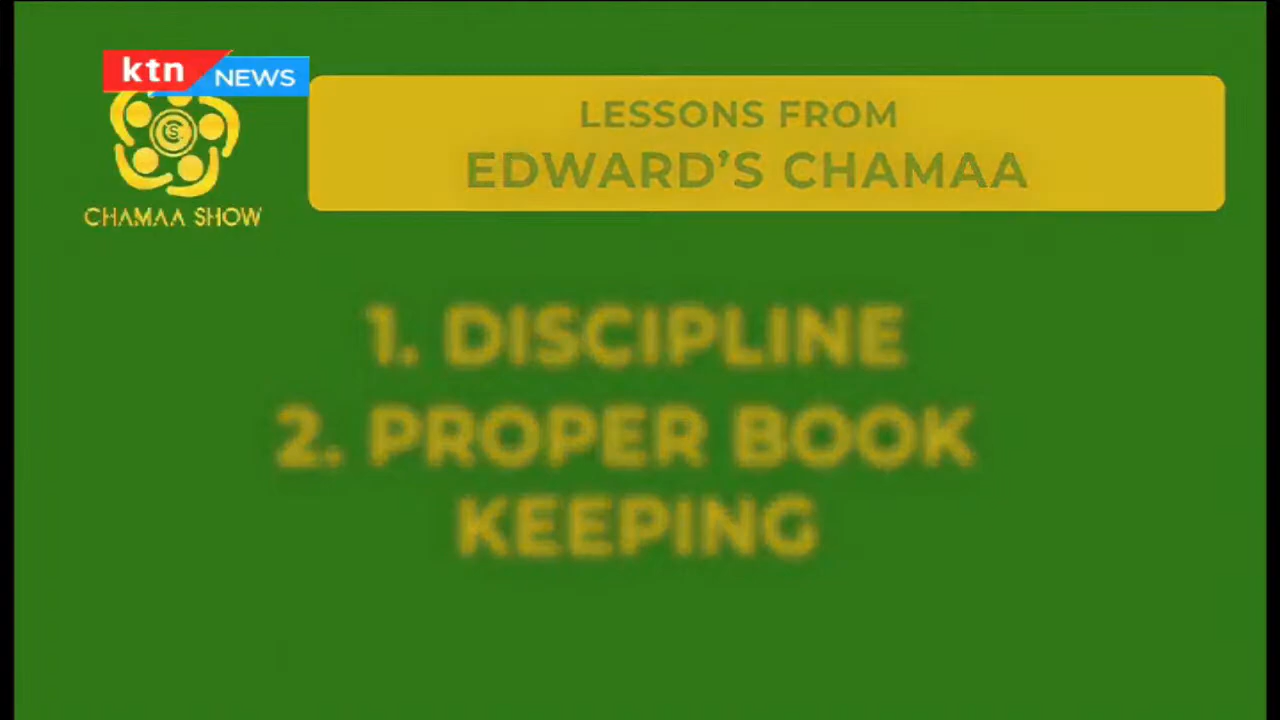 ktn NEWS
CHAMAA SHOW
LESSONS FROM
EDWARD'S CHAMAA
1. DISCIPLINE
2. PROPER BOOK
KEEPING